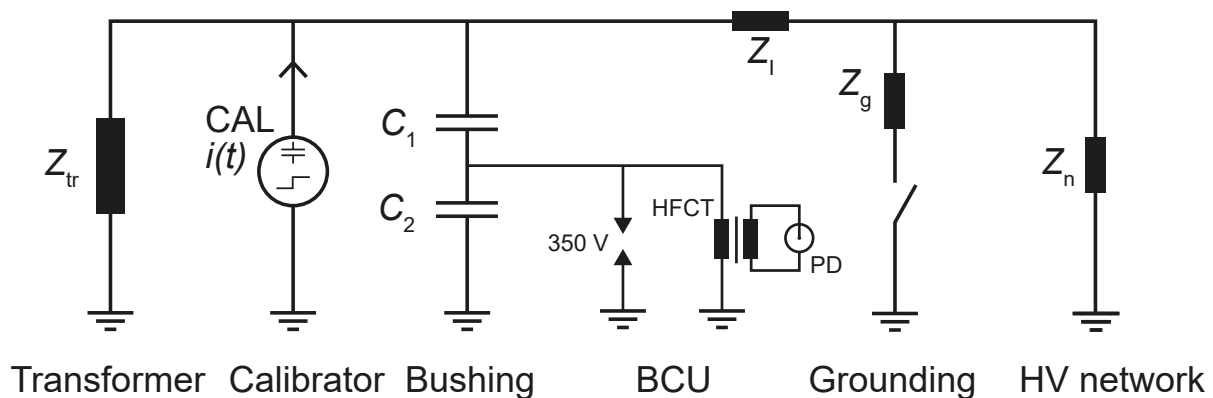 Z_l
Z_g
CAL
i(t)
C_1
Z_tr
Z_n
C_2
HFCT
350 V
PD
Transformer Calibrator Bushing BCU Grounding HV network